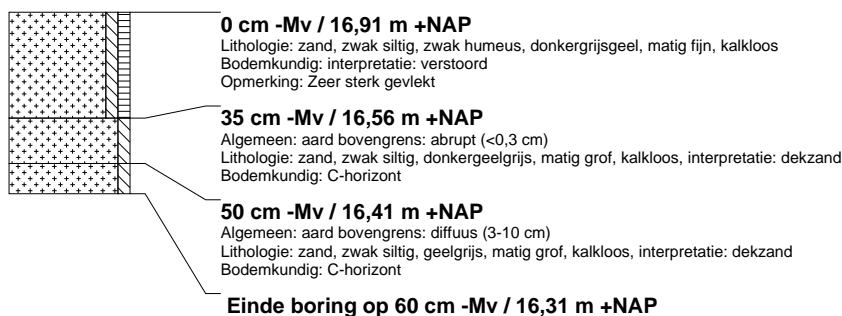 0 cm -Mv / 16,91 m +NAP
Lithologie: zand, zwak siltig, zwak humeus, donkergrijsgeel, matig fijn, kalkloos
Bodemkundig: interpretatie: verstoord
Opmerking: Zeer sterk gevlekt
35 cm -Mv / 16,56 m +NAP
Algemeen: aard bovengrens: abrupt (<0,3 cm)
Lithologie: zand, zwak siltig, donkergeelgrijs, matig grof, kalkloos, interpretatie: dekzand
Bodemkundig: C-horizont
50 cm -Mv / 16,41 m +NAP
Algemeen: aard bovengrens: diffuus (3-10 cm)
Lithologie: zand, zwak siltig, geelgrijs, matig grof, kalkloos, interpretatie: dekzand
Bodemkundig: C-horizont
Einde boring op 60 cm -Mv / 16,31 m +NAP